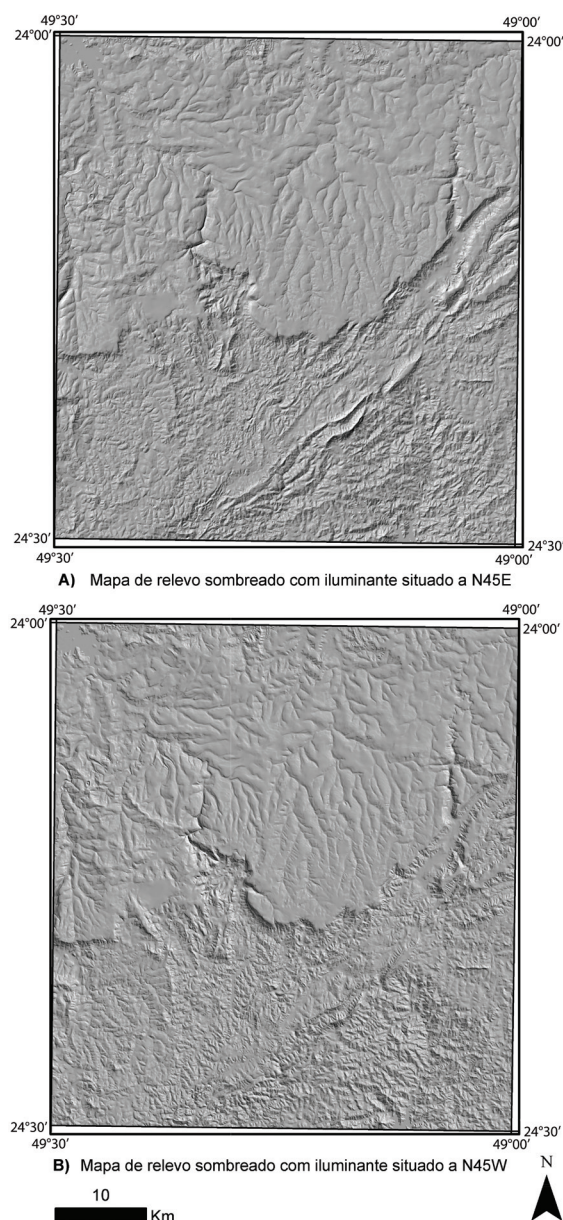 49°30' 49°00'
24°00' 24°00'
24°30' 24°30'
49°30' 49°00'
A) Mapa de relevo sombreado com iluminante situado a N45E
49°30' 49°00'
24°00' 24°00'
24°30' 24°30'
49°30' 49°00'
B) Mapa de relevo sombreado com iluminante situado a N45W
N
10
Km